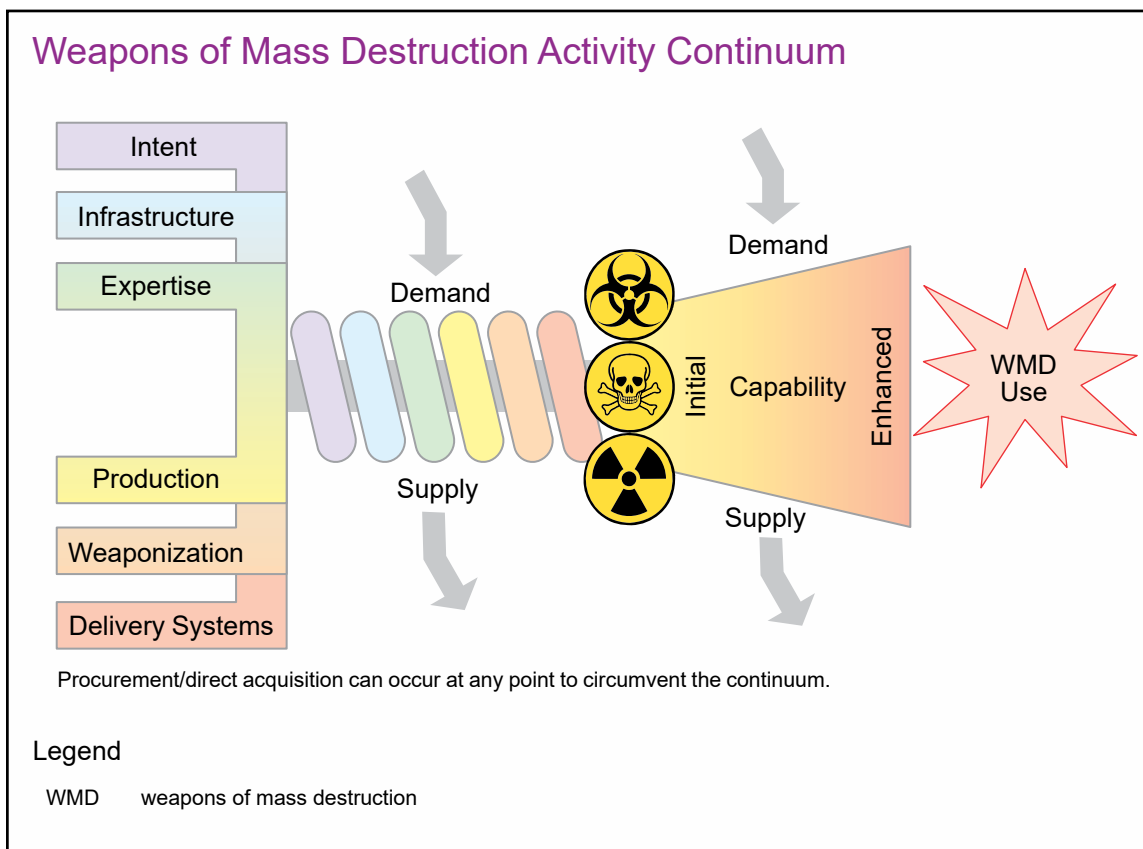 Weapons of Mass Destruction Activity Continuum
Intent
Infrastructure
Expertise
Production
Weaponization
Delivery Systems
Demand
Supply
Demand
Initial
Capability
Enhanced
Supply
WMD
Use
Procurement/direct acquisition can occur at any point to circumvent the continuum.
Legend
WMD weapons of mass destruction